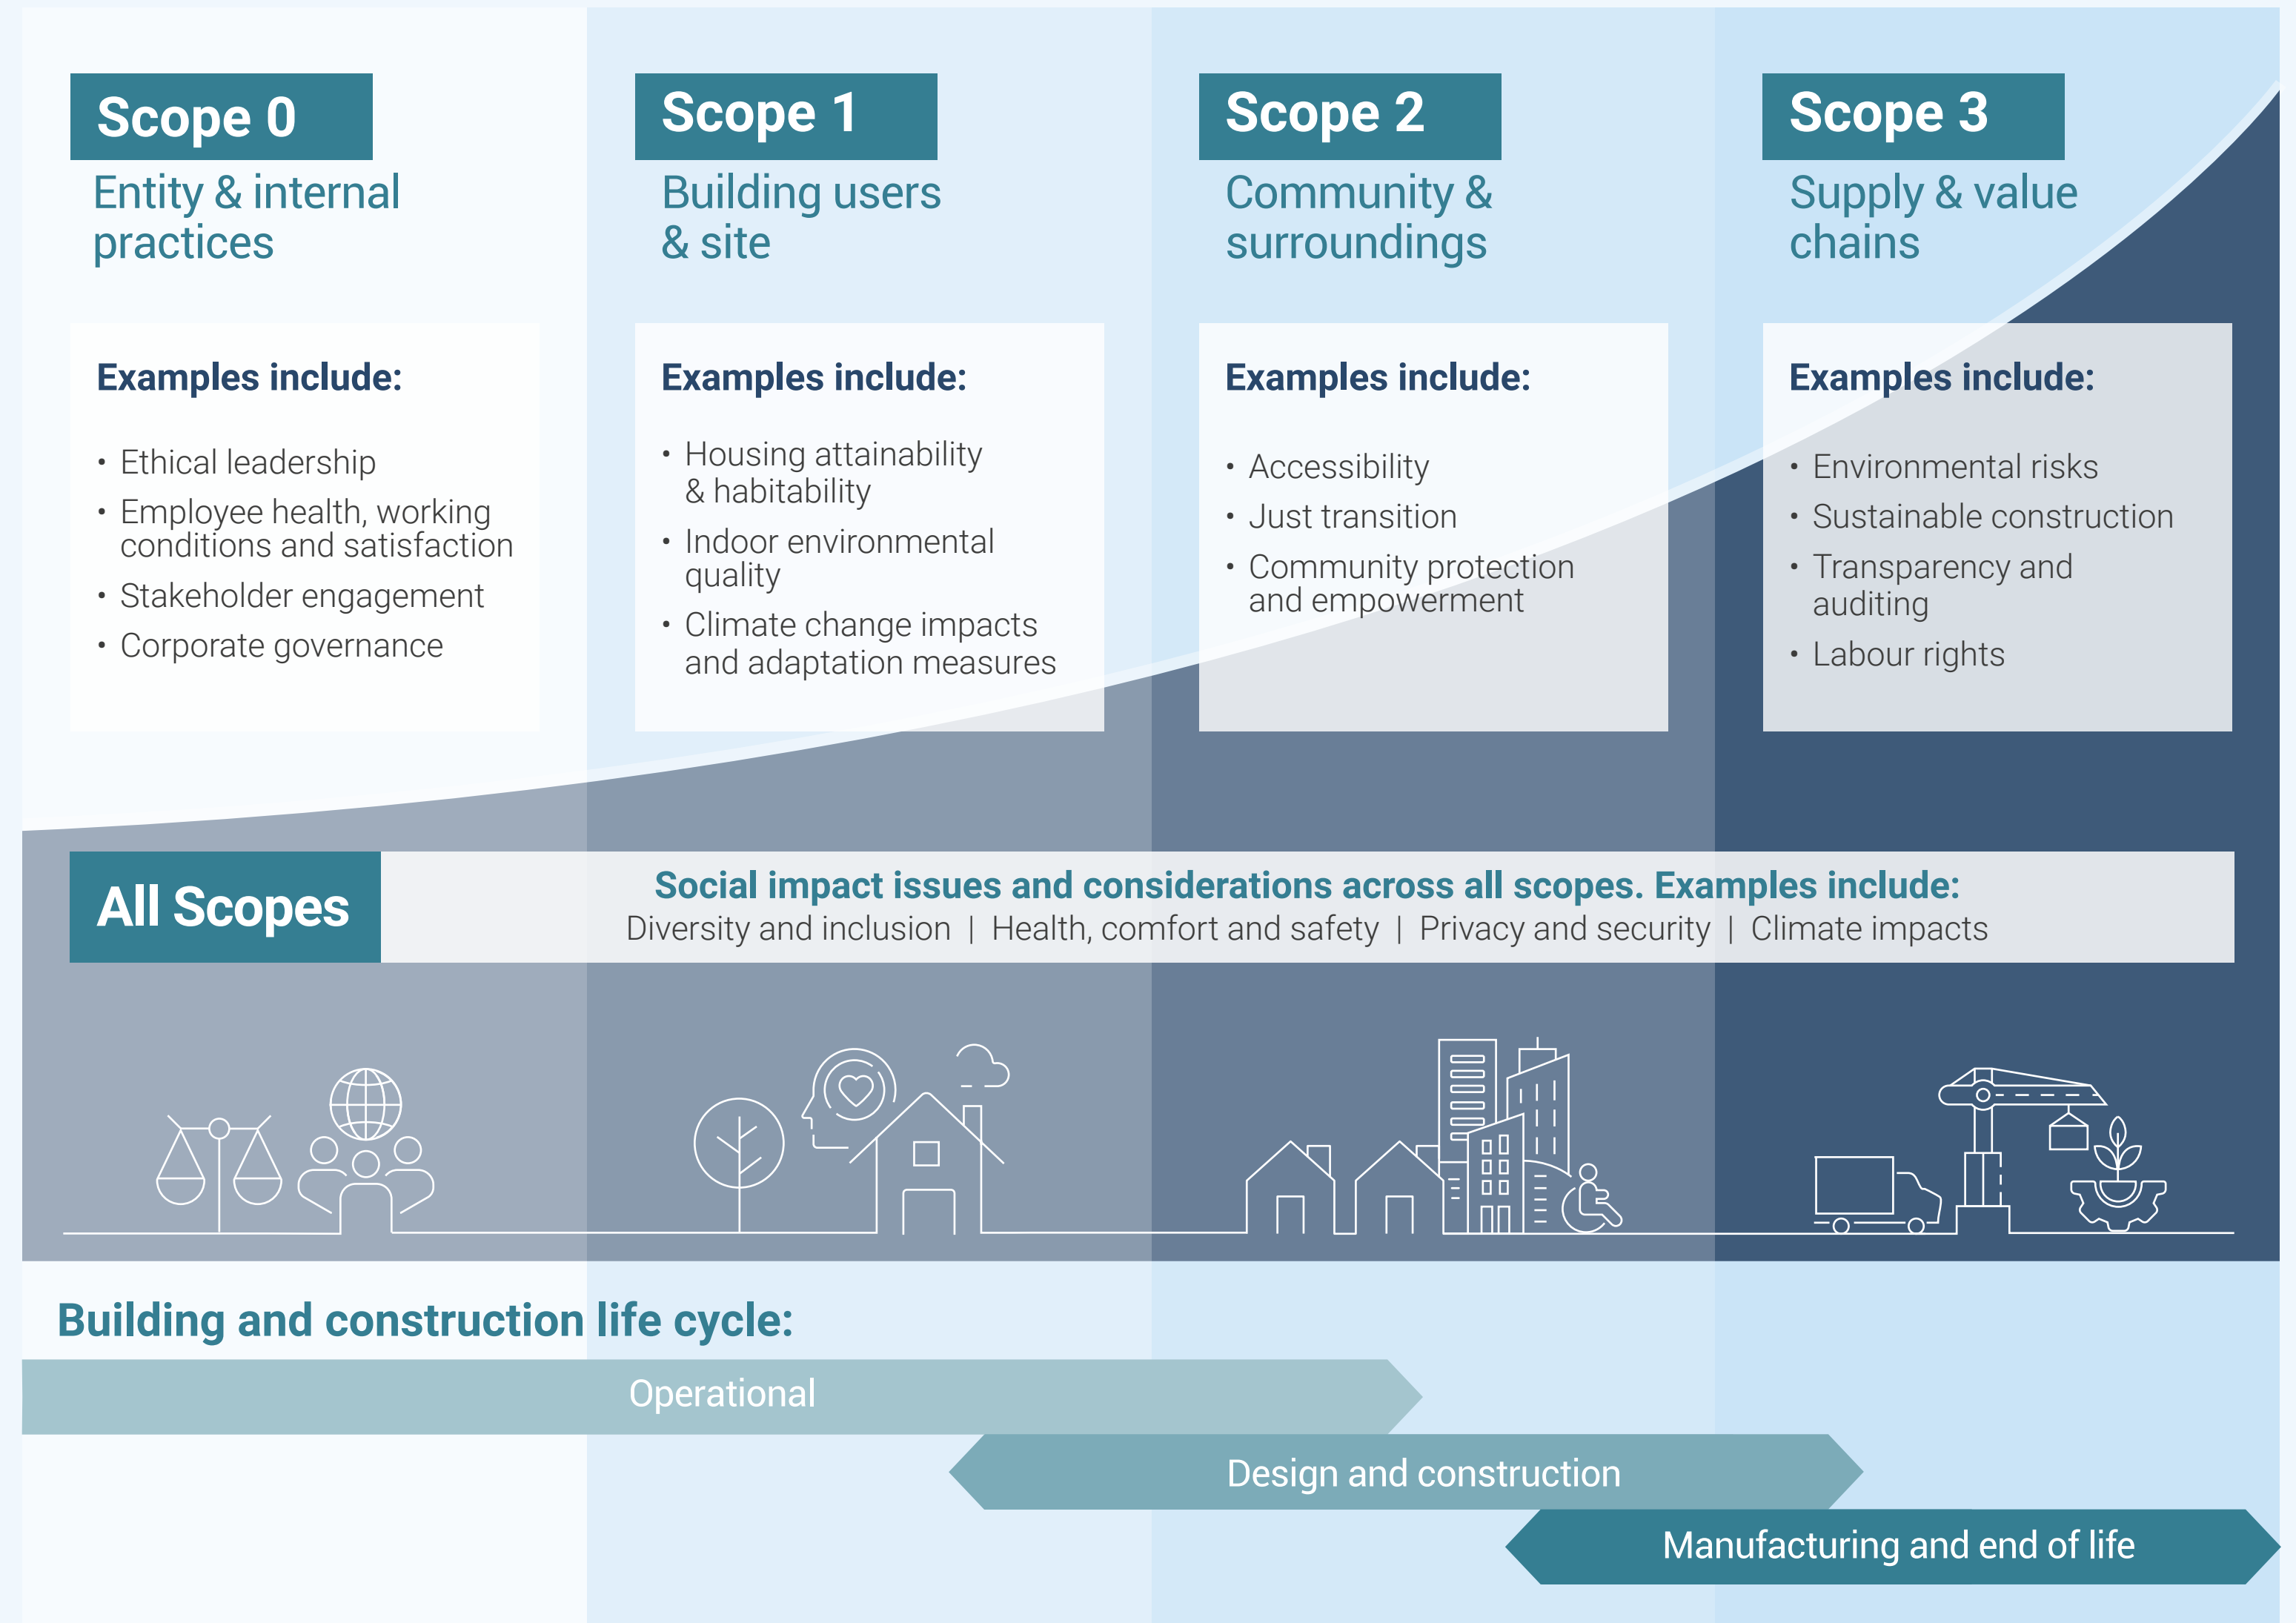 Scope 0
Entity & internal
practices
Examples include:
• Ethical leadership
• Employee health, working
conditions and satisfaction
• Stakeholder engagement
• Corporate governance
Scope 1
Building users
& site
Examples include:
• Housing attainability
& habitability
• Indoor environmental
quality
• Climate change impacts
and adaptation measures
Scope 2
Community &
surroundings
Examples include:
• Accessibility
• Just transition
• Community protection
and empowerment
Scope 3
Supply & value
chains
Examples include:
• Environmental risks
• Sustainable construction
• Transparency and
auditing
• Labour rights
All Scopes
Social impact issues and considerations across all scopes. Examples include:
Diversity and inclusion | Health, comfort and safety | Privacy and security | Climate impacts
Building and construction life cycle:
Operational
Design and construction
Manufacturing and end of life